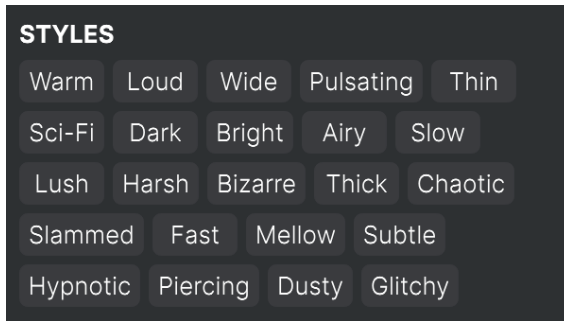 STYLES
Warm Loud Wide Pulsating Thin
Sci-Fi Dark Bright Airy Slow
Lush Harsh Bizarre Thick Chaotic
Slammed Fast Mellow Subtle
Hypnotic Piercing Dusty Glitchy